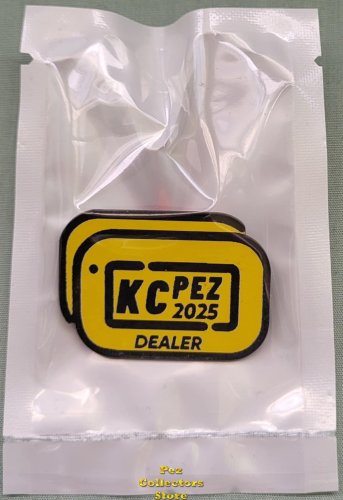 KC PEZ
2025
DEALER
Pez
Collectors
Store